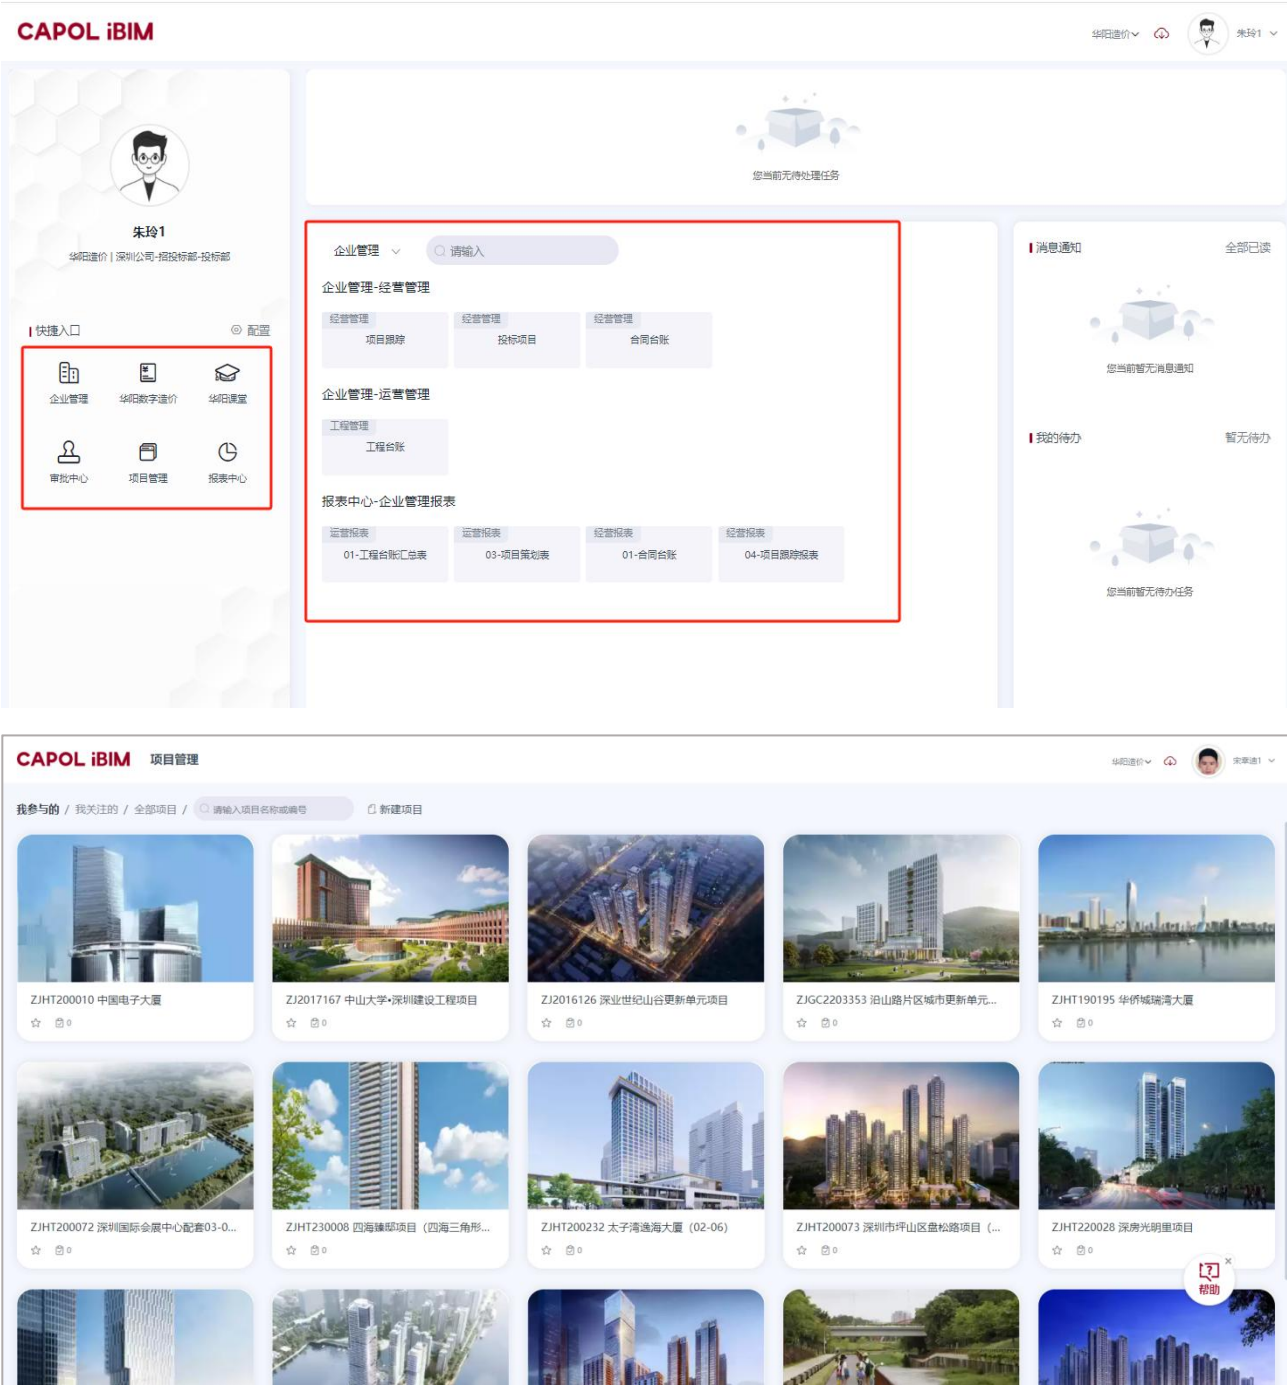 CAPOL iBIM
华阳造价
朱玲1
您当前无待处理任务
朱玲1
华阳造价 | 深圳公司-招投标部-投标部
快捷入口
配置
企业管理 华阳数字造价 华阳课堂
审批中心 项目管理 报表中心
企业管理
请输入
企业管理-经营管理
经营管理 经营管理 经营管理
项目跟踪 投标项目 合同台账
企业管理-运营管理
工程管理
工程台账
报表中心-企业管理报表
运营报表 运营报表 经营报表 经营报表
01-工程台账汇总表 03-项目策划表 01-合同台账 04-项目跟踪报表
消息通知 全部已读
您当前暂无消息通知
我的待办 暂无待办
您当前暂无待办任务
CAPOL iBIM 项目管理
华阳造价
宋章迪1
我参与的 / 我关注的 / 全部项目 / 请输入项目名称或编号 新建项目
ZJHT200010 中国电子大厦
0
ZJ2017167 中山大学•深圳建设工程项目
0
ZJ2016126 深业世纪山谷更新单元项目
0
ZJGC2203353 沿山路片区城市更新单元...
0
ZJHT190195 华侨城瑞湾大厦
0
ZJHT200072 深圳国际会展中心配套03-0...
0
ZJHT230008 四海臻邸项目（四海三角形...
0
ZJHT200232 太子湾逸海大厦（02-06）
0
ZJHT200073 深圳市坪山区盘松路项目（...
0
ZJHT220028 深房光明里项目
0
帮助